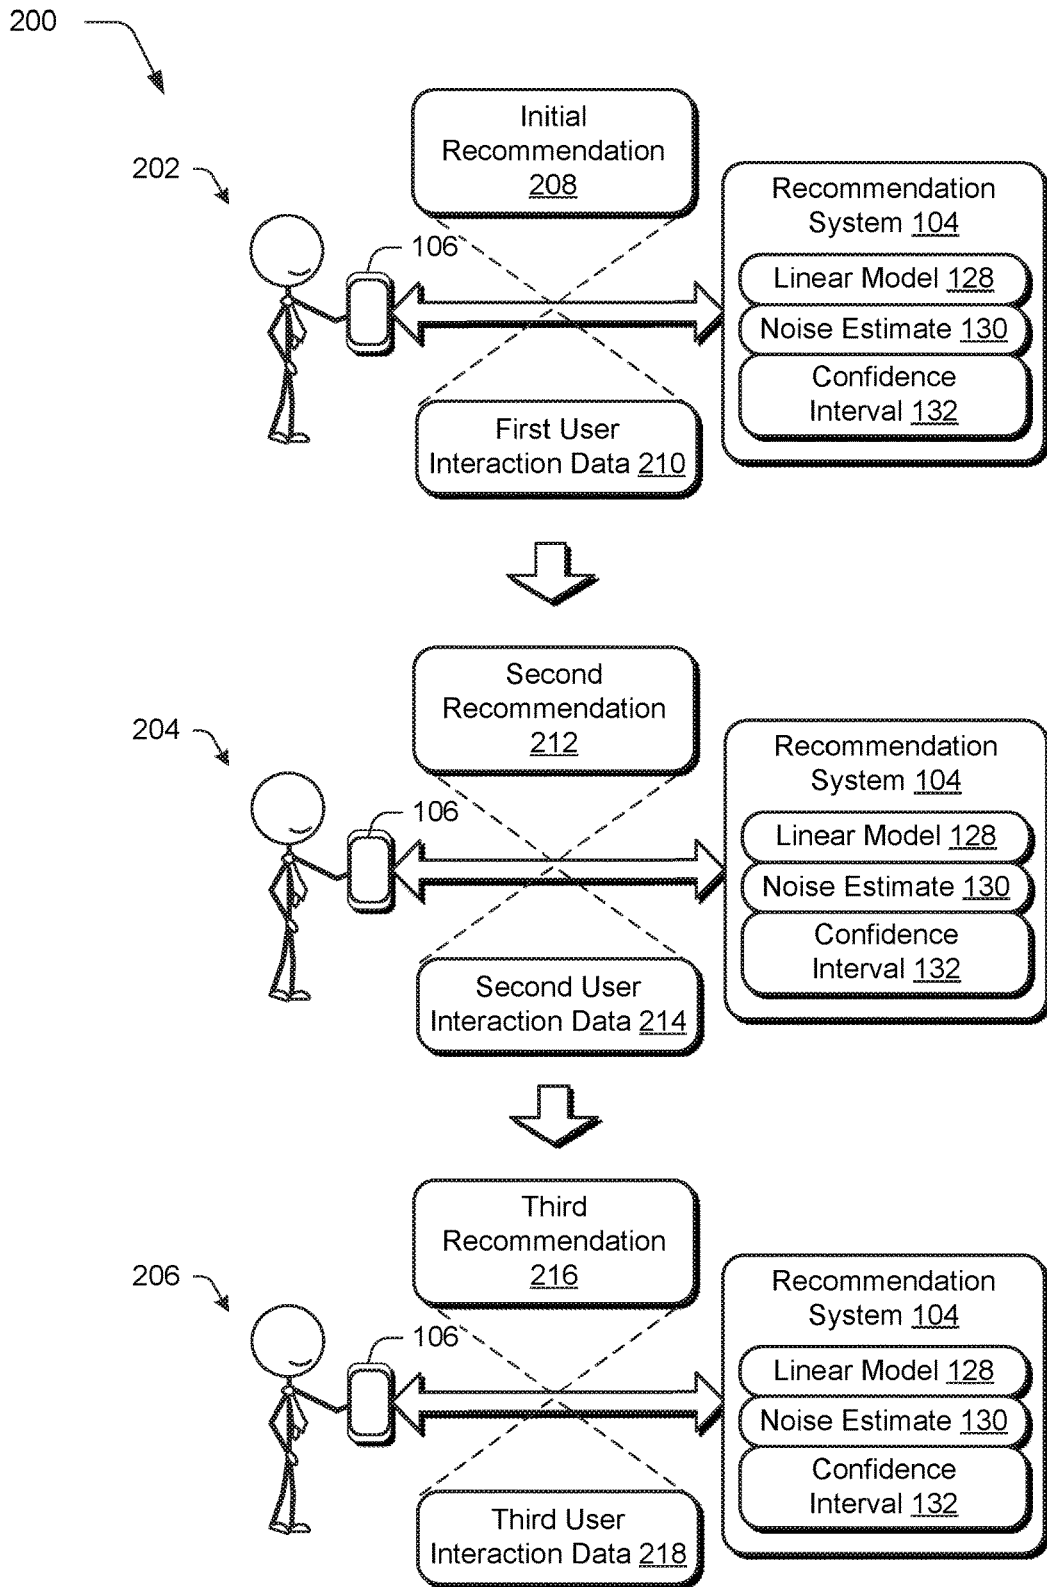 200
202
Initial
Recommendation
208
106
Recommendation
System 104
Linear Model 128
Noise Estimate 130
Confidence
Interval 132
First User
Interaction Data 210
204
Second
Recommendation
212
106
Recommendation
System 104
Linear Model 128
Noise Estimate 130
Confidence
Interval 132
Second User
Interaction Data 214
206
Third
Recommendation
216
106
Recommendation
System 104
Linear Model 128
Noise Estimate 130
Confidence
Interval 132
Third User
Interaction Data 218